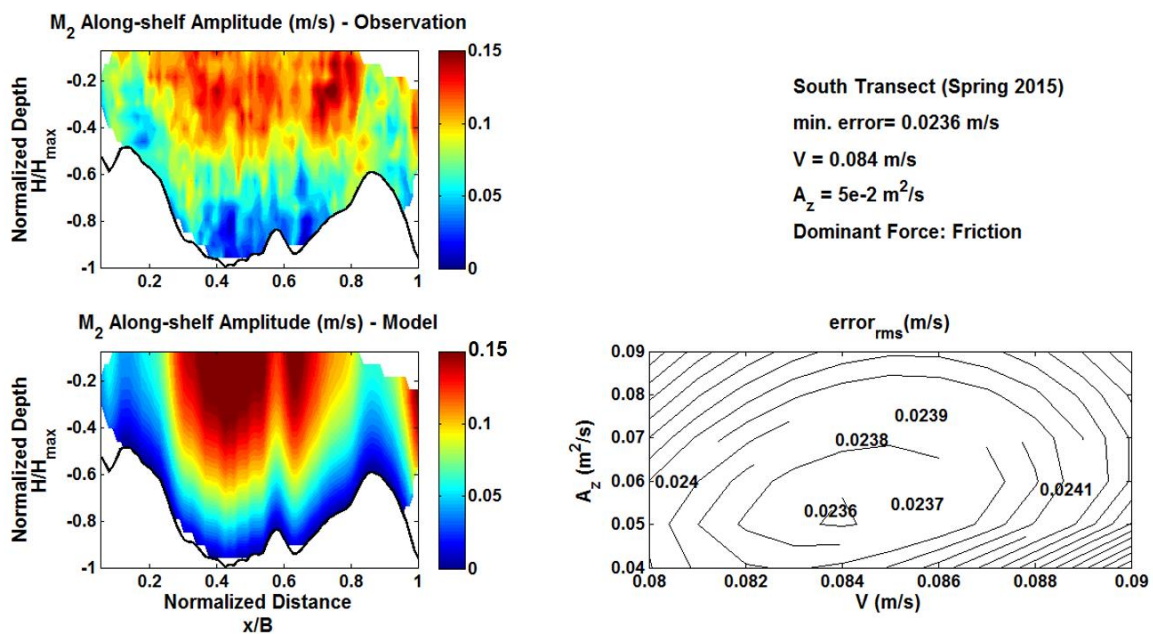 M2 Along-shelf Amplitude (m/s) - Observation
Normalized Depth
H/Hmax
-0.2
-0.4
-0.6
-0.8
-1
0.2
0.4
0.6
0.8
1
0.15
0.1
0.05
0
South Transect (Spring 2015)
min. error= 0.0236 m/s
V = 0.084 m/s
Az = 5e-2 m2/s
Dominant Force: Friction
M2 Along-shelf Amplitude (m/s) - Model
Normalized Depth
H/Hmax
-0.2
-0.4
-0.6
-0.8
-1
0.2
0.4
0.6
0.8
1
Normalized Distance
x/B
0.15
0.1
0.05
0
errorrms(m/s)
Az (m2/s)
0.09
0.08
0.07
0.06
0.05
0.04
0.0239
0.0238
0.024
0.0241
0.0237
0.0236
0.08
0.082
0.084
0.086
0.088
0.09
V (m/s)